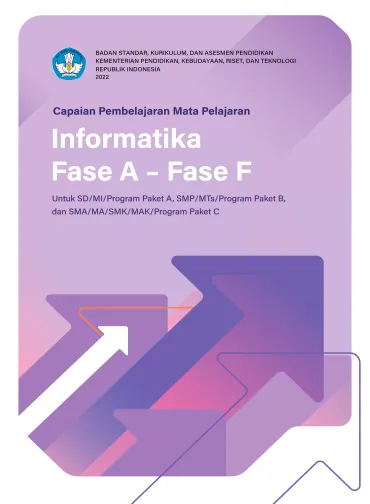 BADAN STANDAR, KURIKULUM, DAN ASESMEN PENDIDIKAN
KEMENTERIAN PENDIDIKAN, KEBUDAYAAN, RISET, DAN TEKNOLOGI
REPUBLIK INDONESIA
2022
Capaian Pembelajaran Mata Pelajaran
Informatika
Fase A – Fase F
Untuk SD/MI/Program Paket A, SMP/MTs/Program Paket B,
dan SMA/MA/SMK/MAK/Program Paket C